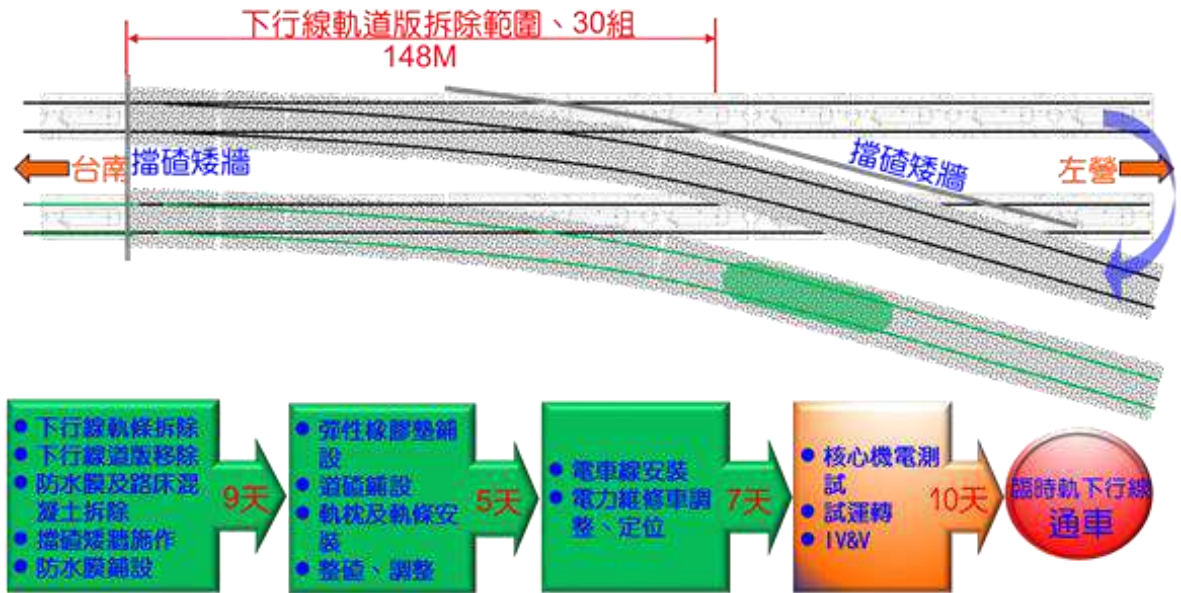 下行線軌道版拆除範圍、30組
148M
台南
擋碴矮牆
擋碴矮牆
左營
● 下行線軌條拆除
● 下行線道版移除
● 防水膜及路床混
凝土拆除
● 擋碴矮牆施作
● 防水膜鋪設
9天
● 彈性橡膠墊鋪
設
● 道碴鋪設
● 軌枕及軌條安
裝
● 整碴、調整
5天
● 電車線安裝
● 電力維修車調
整、定位
7天
● 核心機電測
試
● 試運轉
● IV&V
10天
臨時軌下行線
通車